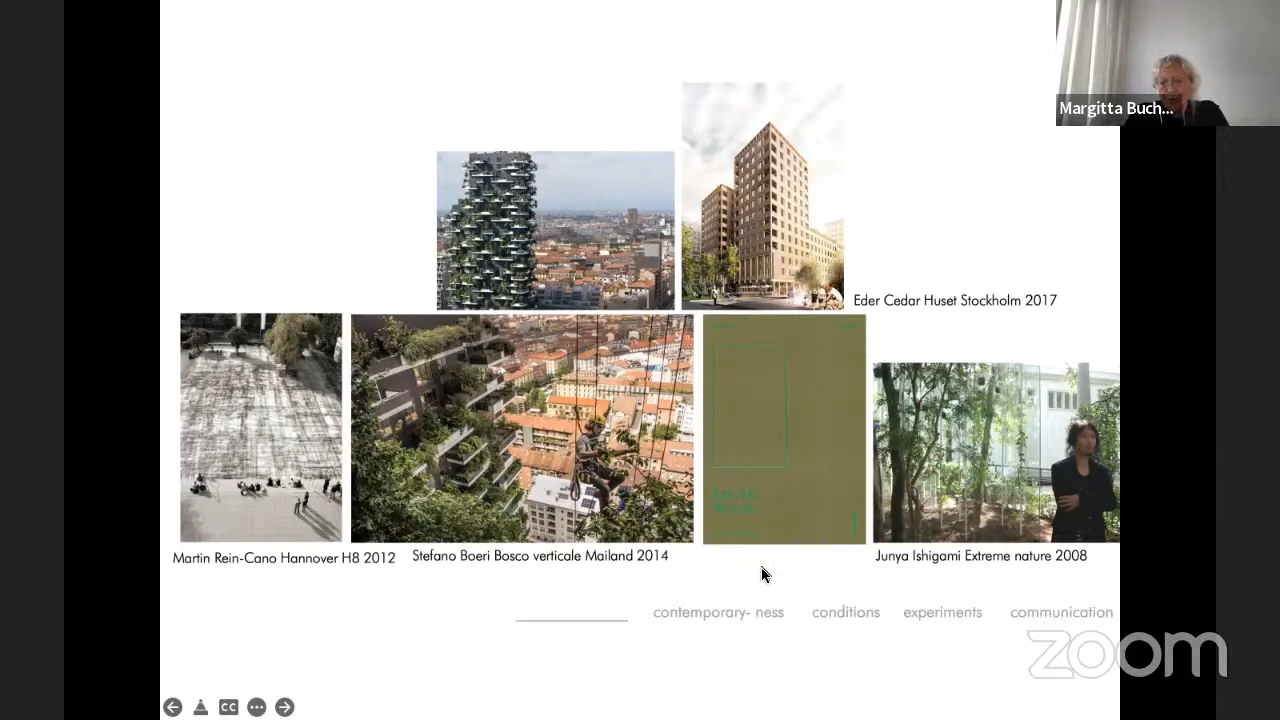 Margitta Buch...
Eder Cedar Huset Stockholm 2017
Martin Rein-Cano Hannover H8 2012
Stefano Boeri Bosco verticale Mailand 2014
Junya Ishigami Extreme nature 2008
contemporary- ness conditions experiments communication
zoom
CC